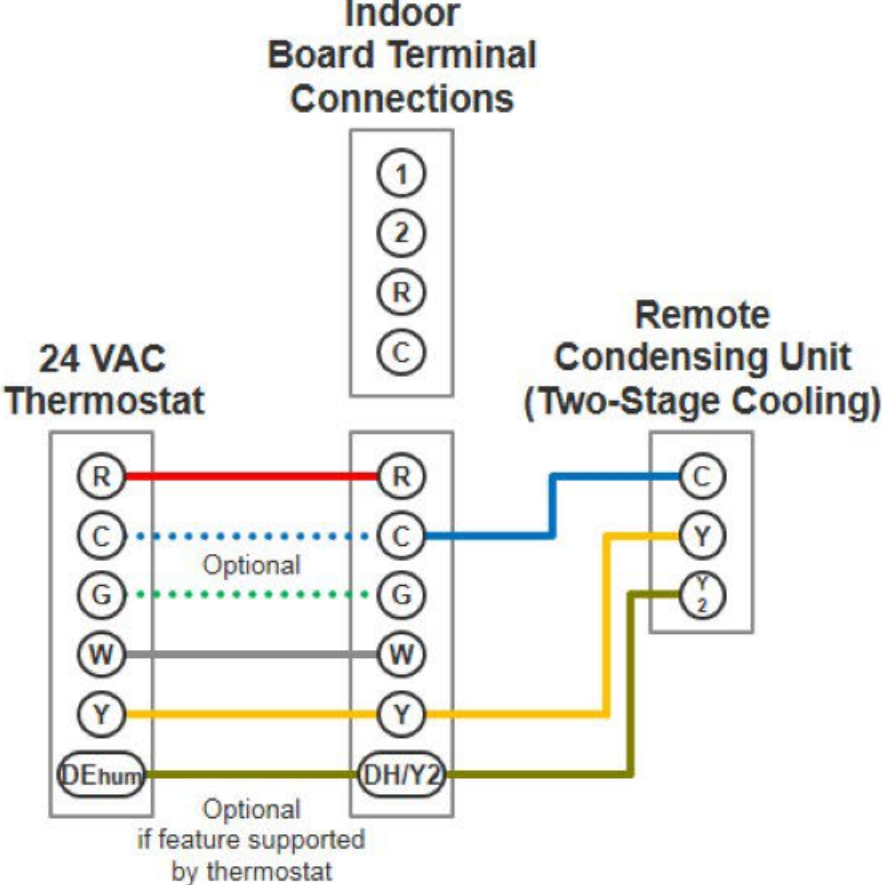 Indoor
Board Terminal
Connections
1
2
R
C
24 VAC
Thermostat
R
C
G
W
Y
DEhum
Optional
Optional
if feature supported
by thermostat
R
C
G
W
Y
DH/Y2
Remote
Condensing Unit
(Two-Stage Cooling)
C
Y
Y
2